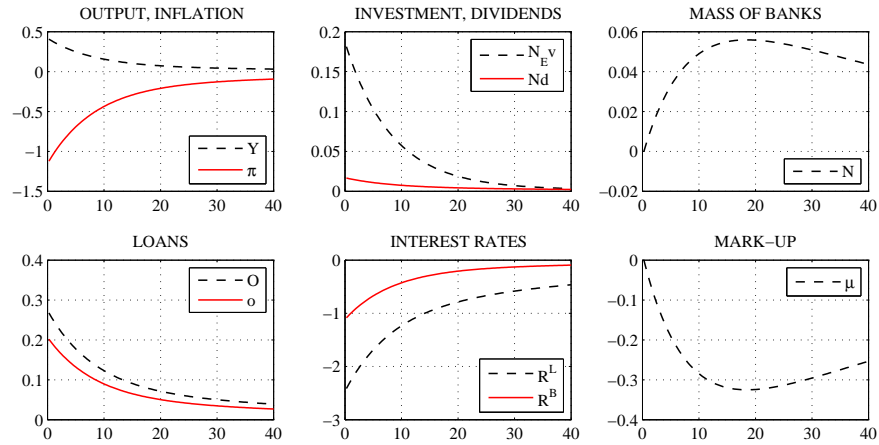 OUTPUT, INFLATION
0.5
0
−0.5
−1
−1.5
0 10 20 30 40
Y
π
INVESTMENT, DIVIDENDS
0.2
0.15
0.1
0.05
0
0 10 20 30 40
N_E v
Nd
MASS OF BANKS
0.06
0.04
0.02
0
−0.02
0 10 20 30 40
N
LOANS
0.4
0.3
0.2
0.1
0
0 10 20 30 40
O
o
INTEREST RATES
0
−1
−2
−3
0 10 20 30 40
R^L
R^B
MARK−UP
0
−0.1
−0.2
−0.3
−0.4
0 10 20 30 40
μ